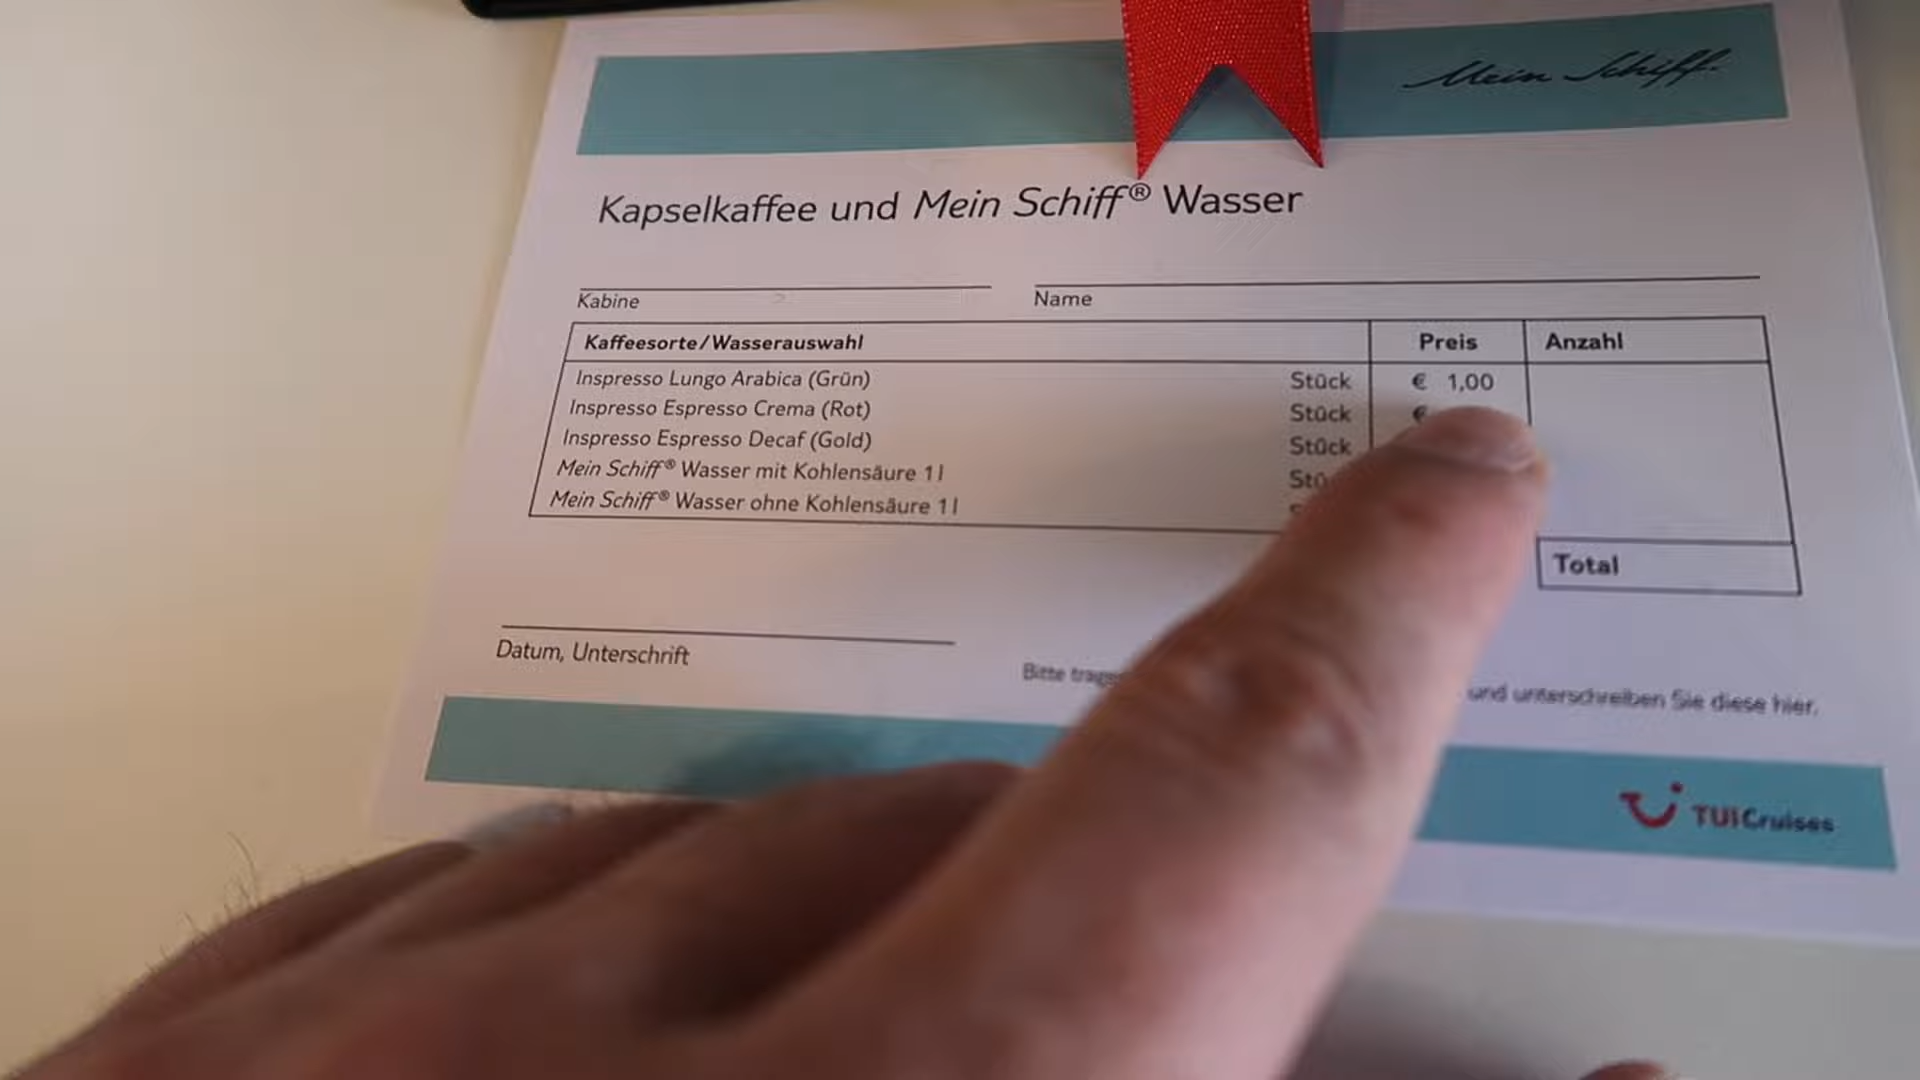 Mein Schiff.
Kapselkaffee und Mein Schiff® Wasser
Kabine Name
Kaffeesorte/Wasserauswahl Preis Anzahl
Inspresso Lungo Arabica (Grün) Stück € 1,00
Inspresso Espresso Crema (Rot) Stück €
Inspresso Espresso Decaf (Gold) Stück
Mein Schiff® Wasser mit Kohlensäure 1 l
Mein Schiff® Wasser ohne Kohlensäure 1 l
Total
Datum, Unterschrift
Bitte und unterschreiben Sie diese hier.
TUI Cruises